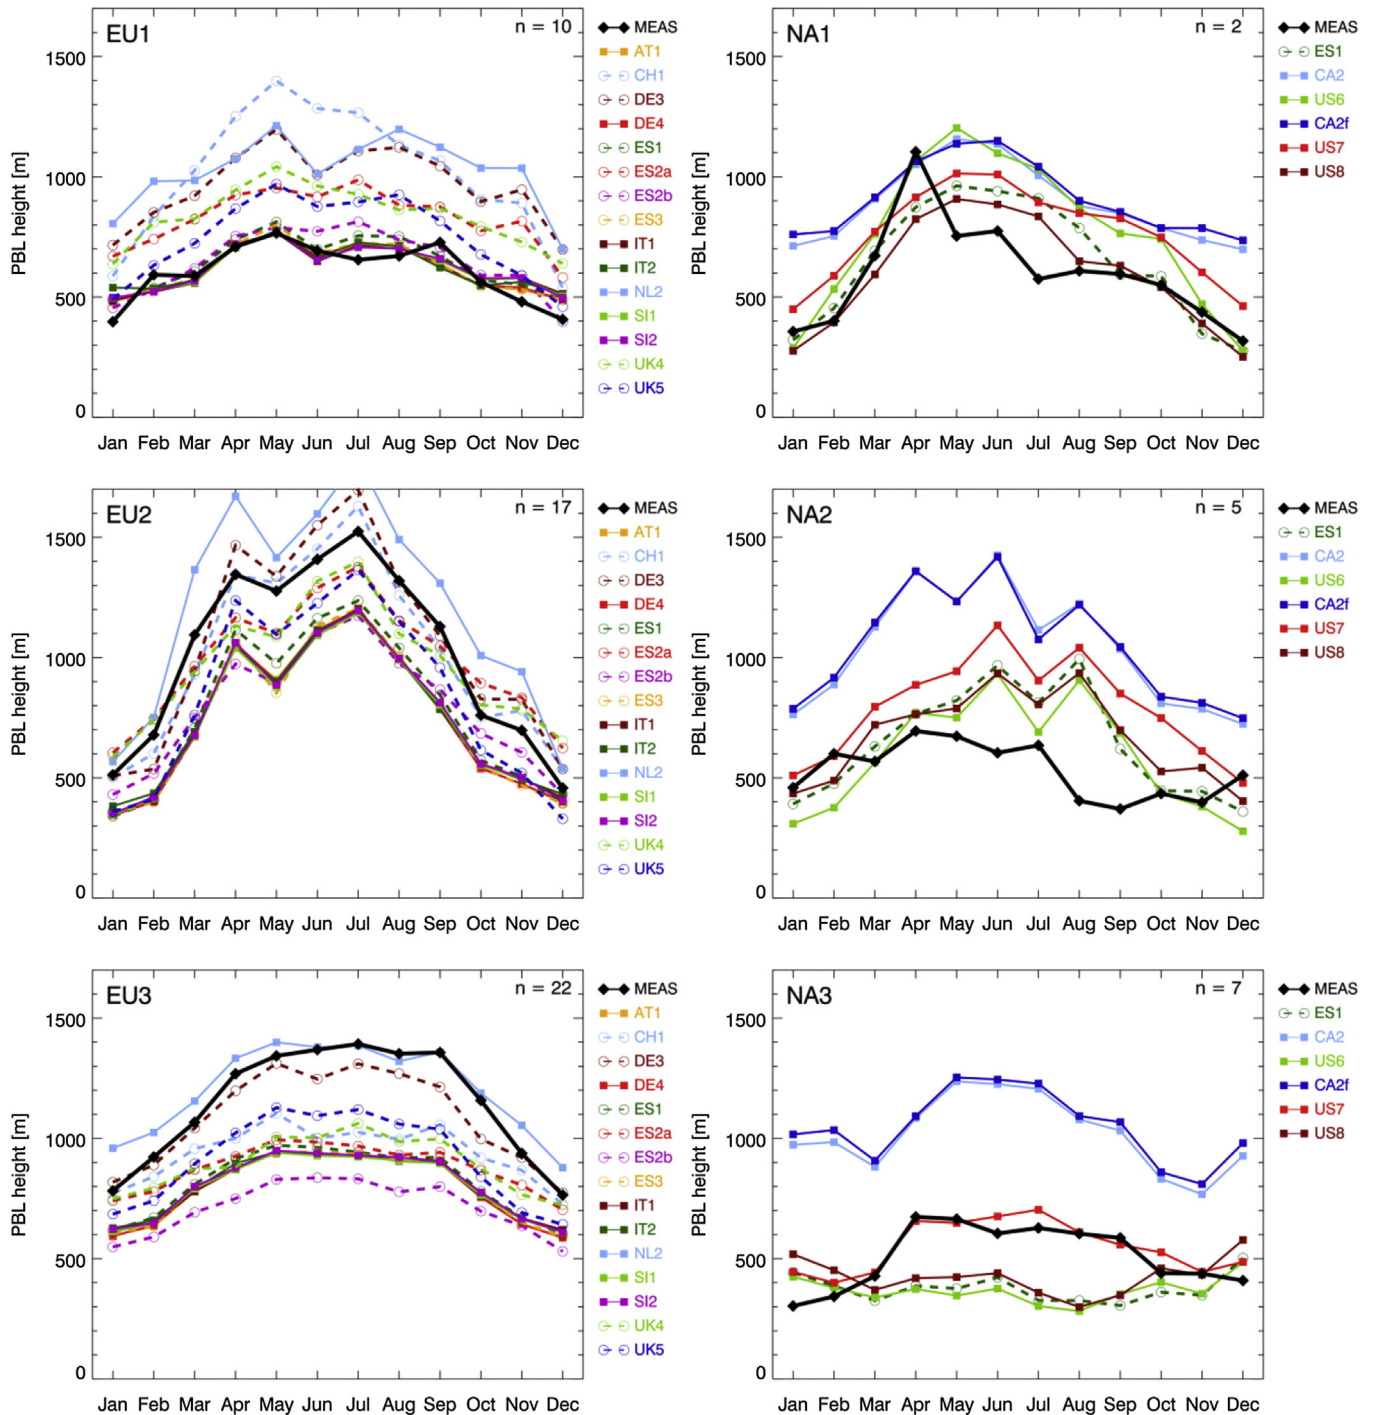 EU1
n = 10
PBL height [m]
1500
1000
500
0
Jan Feb Mar Apr May Jun Jul Aug Sep Oct Nov Dec
MEAS
AT1
CH1
DE3
DE4
ES1
ES2a
ES2b
ES3
IT1
IT2
NL2
SI1
SI2
UK4
UK5
NA1
n = 2
PBL height [m]
1500
1000
500
0
Jan Feb Mar Apr May Jun Jul Aug Sep Oct Nov Dec
MEAS
ES1
CA2
US6
CA2f
US7
US8
EU2
n = 17
PBL height [m]
1500
1000
500
0
Jan Feb Mar Apr May Jun Jul Aug Sep Oct Nov Dec
MEAS
AT1
CH1
DE3
DE4
ES1
ES2a
ES2b
ES3
IT1
IT2
NL2
SI1
SI2
UK4
UK5
NA2
n = 5
PBL height [m]
1500
1000
500
0
Jan Feb Mar Apr May Jun Jul Aug Sep Oct Nov Dec
MEAS
ES1
CA2
US6
CA2f
US7
US8
EU3
n = 22
PBL height [m]
1500
1000
500
0
Jan Feb Mar Apr May Jun Jul Aug Sep Oct Nov Dec
MEAS
AT1
CH1
DE3
DE4
ES1
ES2a
ES2b
ES3
IT1
IT2
NL2
SI1
SI2
UK4
UK5
NA3
n = 7
PBL height [m]
1500
1000
500
0
Jan Feb Mar Apr May Jun Jul Aug Sep Oct Nov Dec
MEAS
ES1
CA2
US6
CA2f
US7
US8